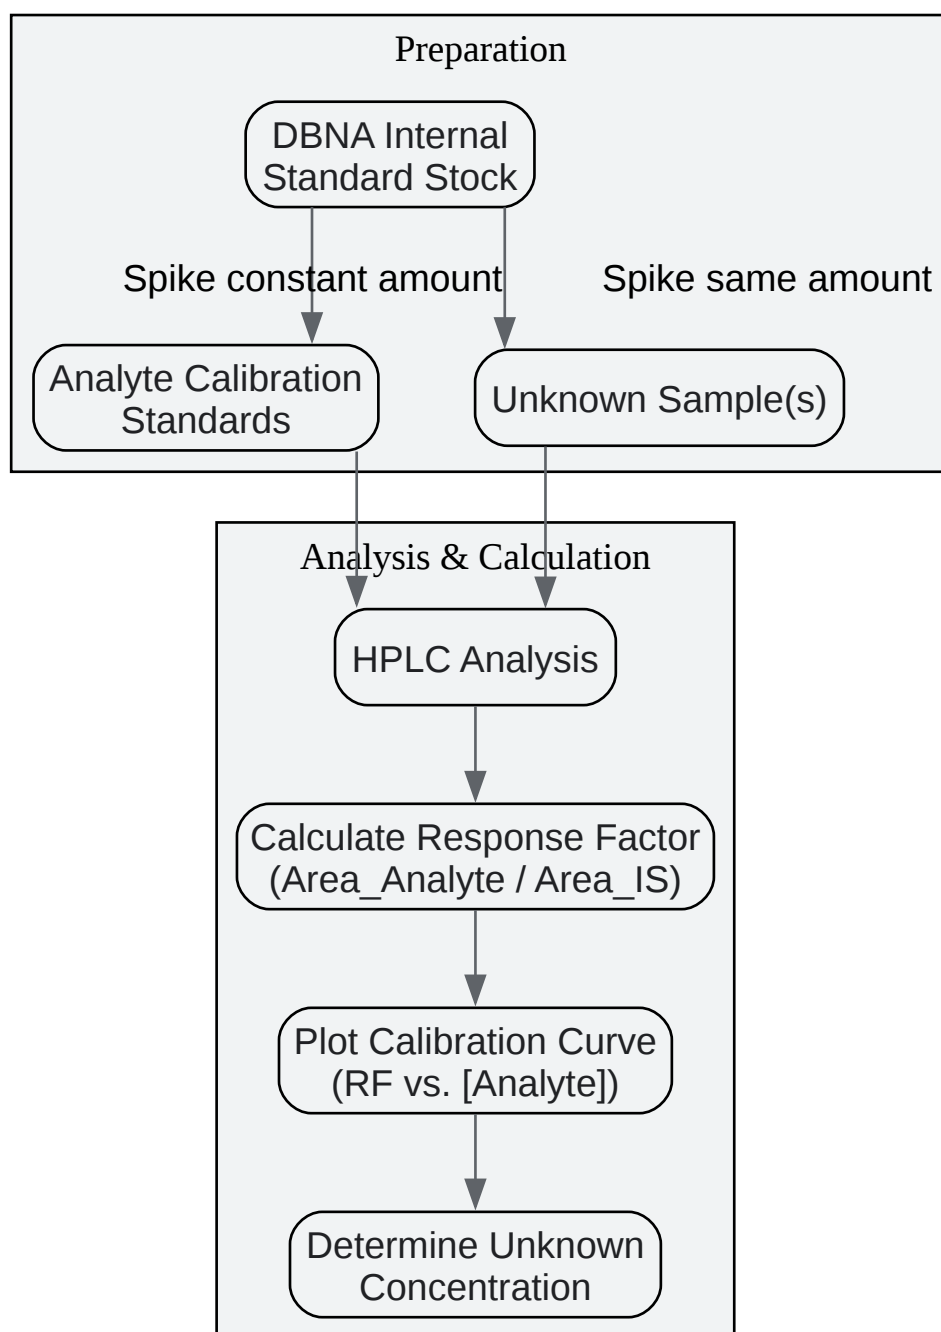 Preparation
DBNA Internal
Standard Stock
Spike constant amount
Spike same amount
Analyte Calibration
Standards
Unknown Sample(s)
Analysis & Calculation
HPLC Analysis
Calculate Response Factor
(Area_Analyte / Area_IS)
Plot Calibration Curve
(RF vs. [Analyte])
Determine Unknown
Concentration